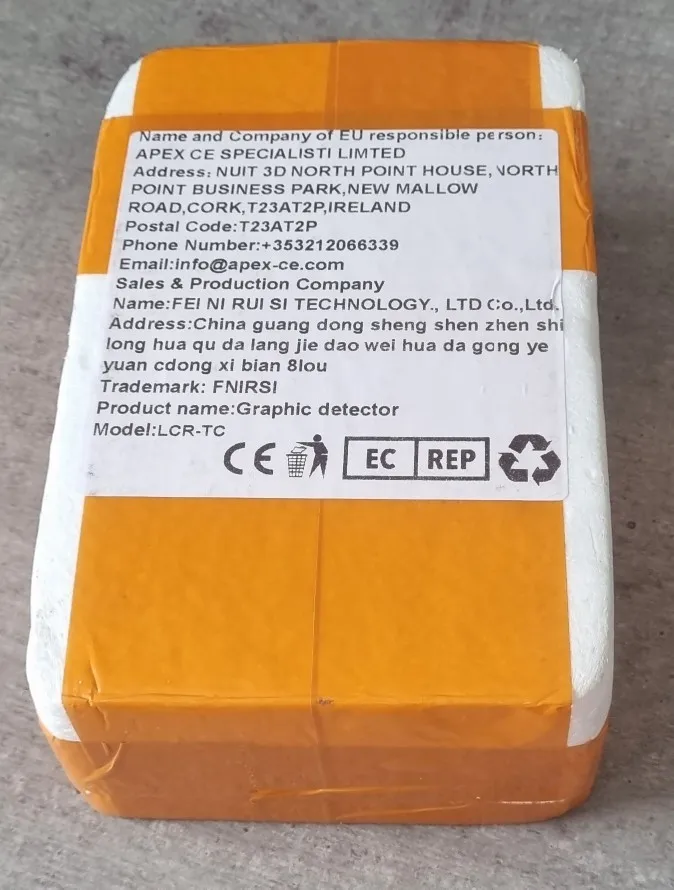 Name and Company of EU responsible person:
APEX CE SPECIALISTI LIMTED
Address: NUIT 3D NORTH POINT HOUSE, NORTH
POINT BUSINESS PARK,NEW MALLOW
ROAD,CORK,T23AT2P,IRELAND
Postal Code:T23AT2P
Phone Number:+353212066339
Email:info@apex-ce.com
Sales & Production Company
Name:FEI NI RUI SI TECHNOLOGY., LTD Co.,Ltd.
Address:China guang dong sheng shen zhen shi
long hua qu da lang jie dao wei hua da gong ye
yuan cdong xi bian 8lou
Trademark: FNIRSI
Product name:Graphic detector
Model:LCR-TC
CE EC REP